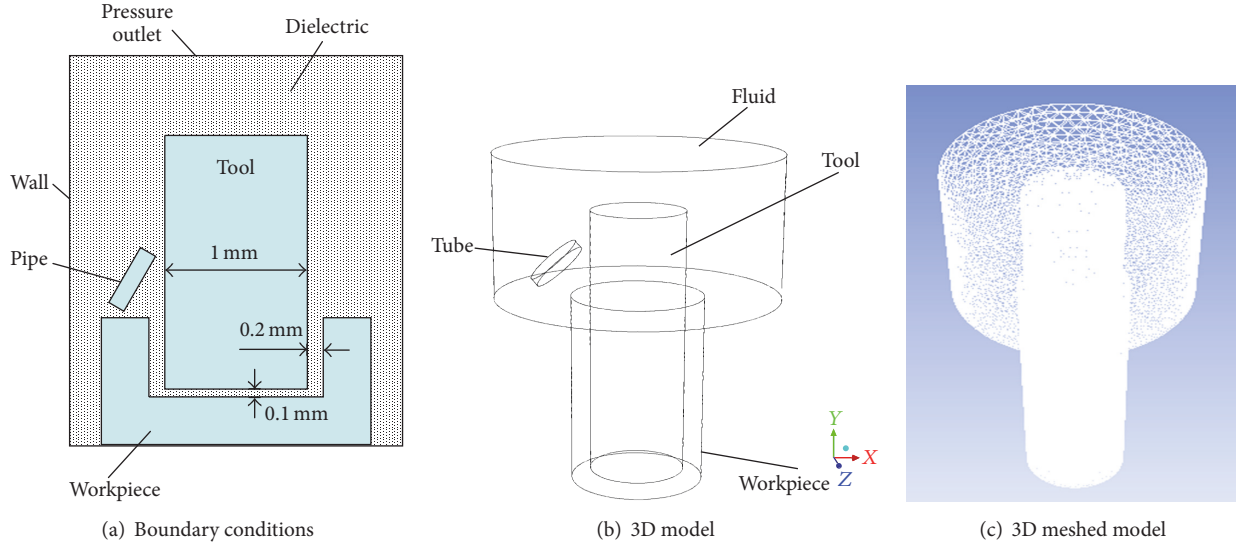 Pressure
outlet
Dielectric
Tool
Wall
1 mm
Pipe
0.2 mm
0.1 mm
Workpiece
(a) Boundary conditions
Fluid
Tool
Tube
Y
X
Z
Workpiece
(b) 3D model
(c) 3D meshed model